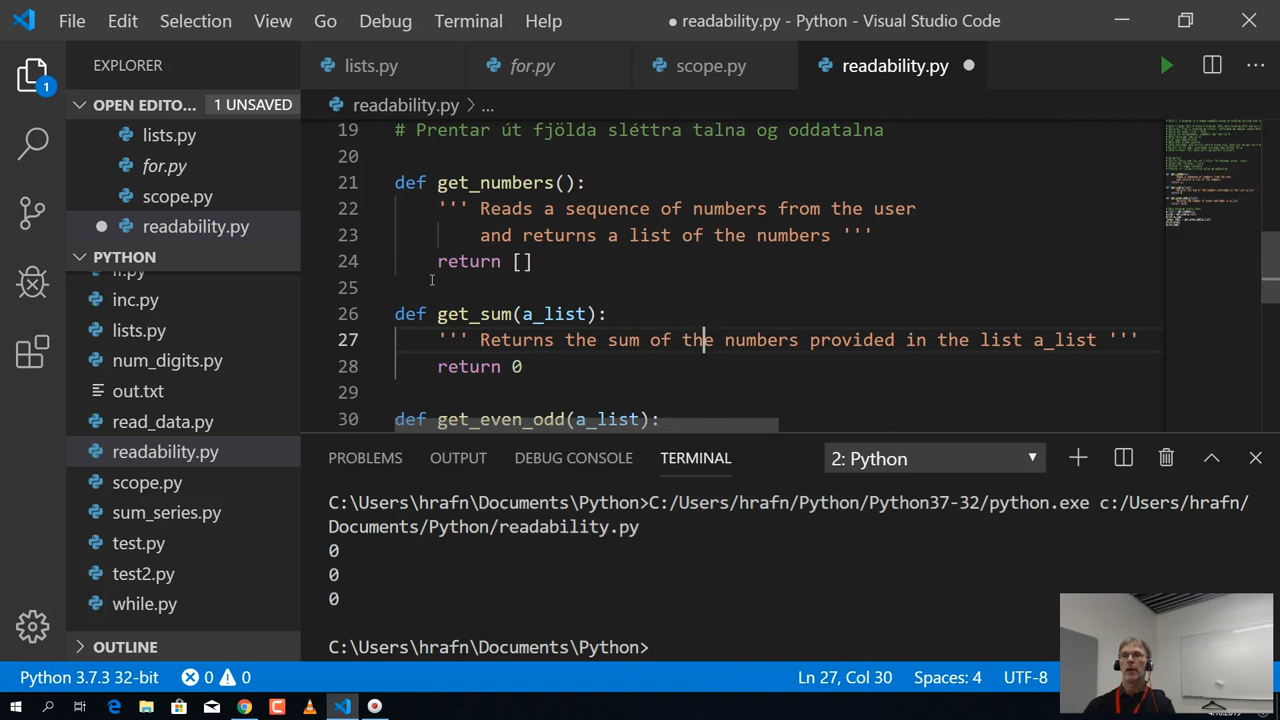 File Edit Selection View Go Debug Terminal Help
● readability.py - Python - Visual Studio Code
EXPLORER
OPEN EDITO... 1 UNSAVED
lists.py
for.py
scope.py
readability.py
PYTHON
inc.py
lists.py
num_digits.py
out.txt
read_data.py
readability.py
scope.py
sum_series.py
test.py
test2.py
while.py
OUTLINE
1
lists.py for.py scope.py readability.py
readability.py > ...
19 # Prentar út fjölda sléttra talna og oddatalna
20
21 def get_numbers():
22 ''' Reads a sequence of numbers from the user
23 and returns a list of the numbers '''
24 return []
25
26 def get_sum(a_list):
27 ''' Returns the sum of the numbers provided in the list a_list '''
28 return 0
29
30 def get_even_odd(a_list):
PROBLEMS OUTPUT DEBUG CONSOLE TERMINAL 2: Python
C:\Users\hrafn\Documents\Python>C:/Users/hrafn/Python/Python37-32/python.exe c:/Users/hrafn/
Documents/Python/readability.py
0
0
0
C:\Users\hrafn\Documents\Python>
Python 3.7.3 32-bit 0 0 Ln 27, Col 30 Spaces: 4 UTF-8